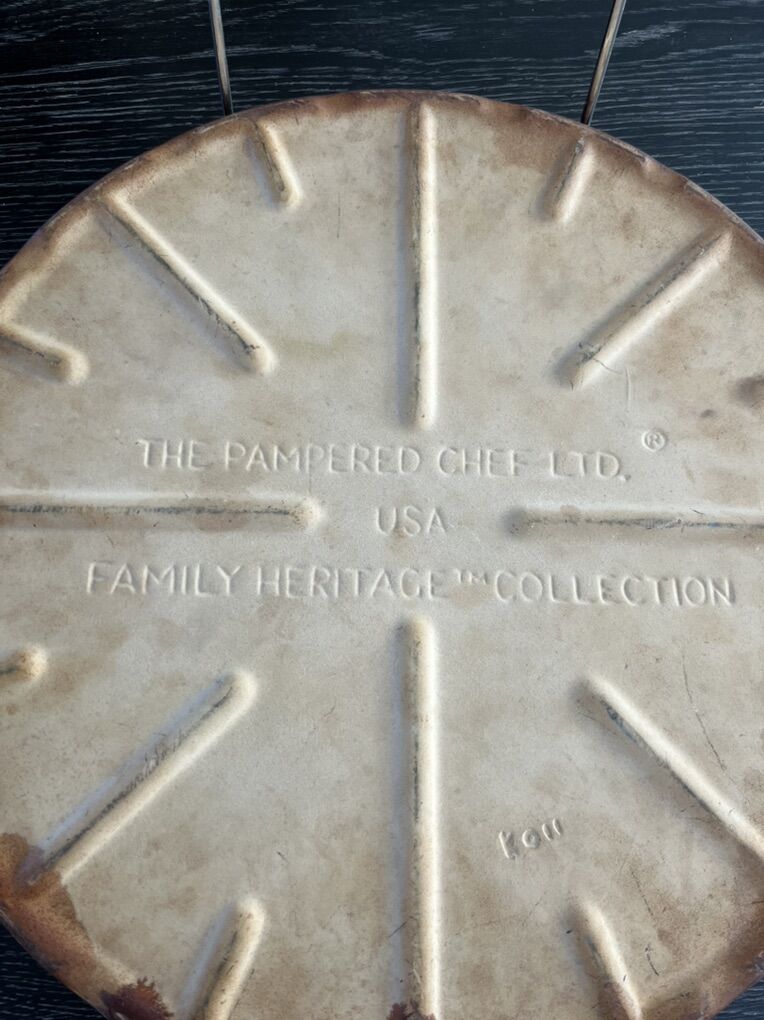 THE PAMPERED CHEF LTD.®
USA
FAMILY HERITAGE™ COLLECTION